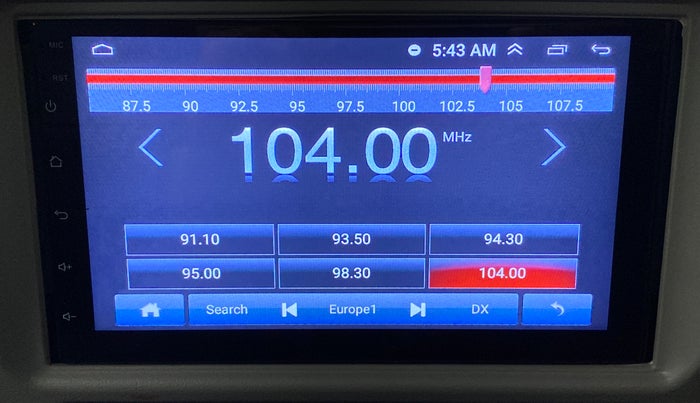 MIC
5:43 AM
RST
87.5 90 92.5 95 97.5 100 102.5 105 107.5
104.00 MHz
91.10 93.50 94.30
95.00 98.30 104.00
Search Europe1 DX